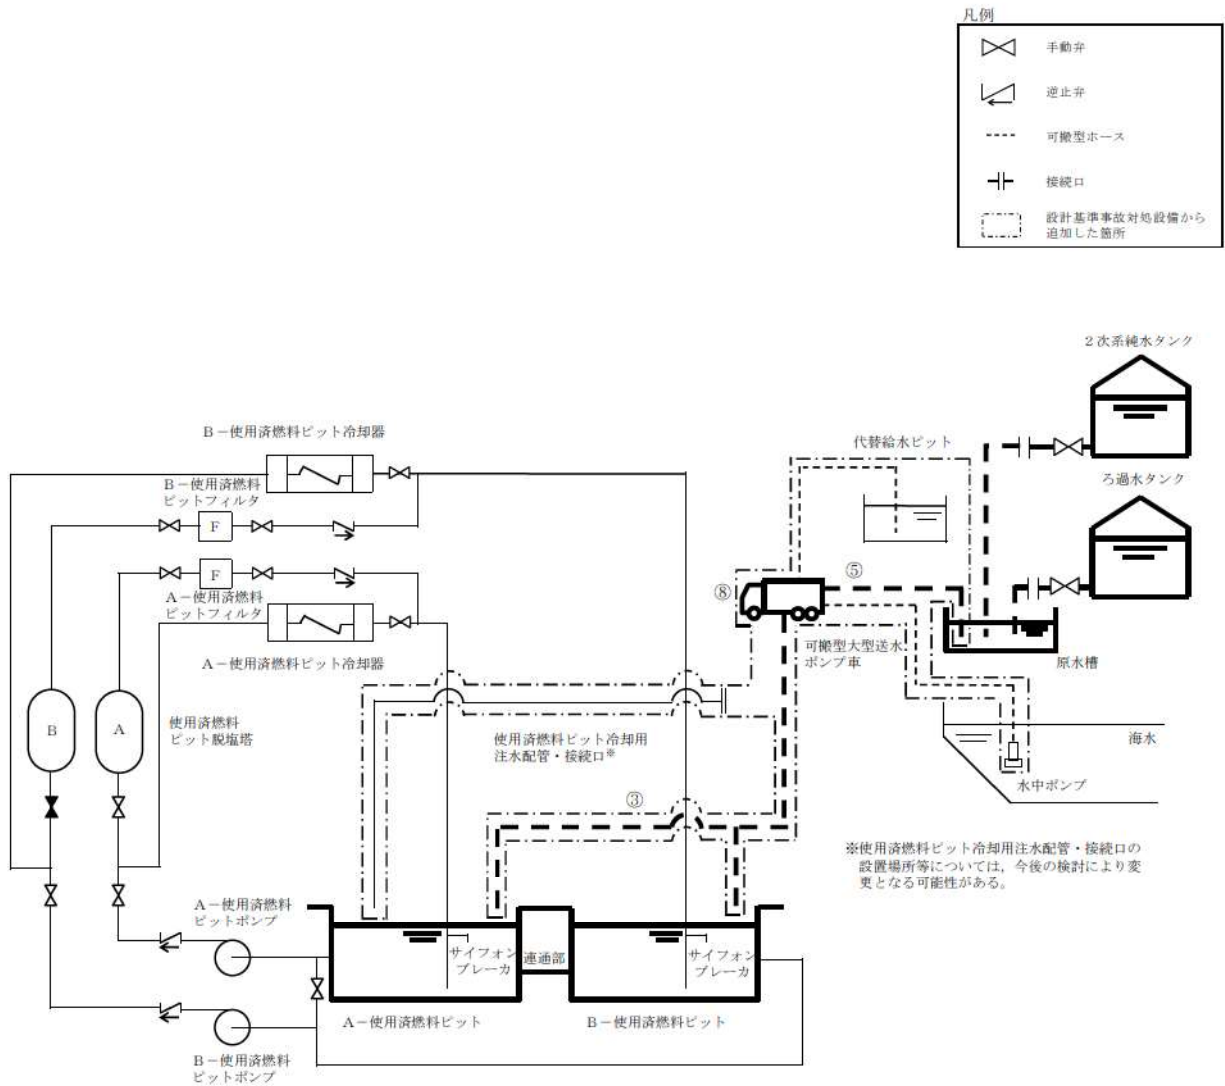 凡例
手動弁
逆止弁
可搬型ホース
接続口
設計基準事故対処設備から
追加した箇所
2次系純水タンク
B－使用済燃料ピット冷却器
代替給水ピット
B－使用済燃料
ピットフィルタ
ろ過水タンク
F
F
⑤
⑧
A－使用済燃料
ピットフィルタ
可搬型大型送水
ポンプ車
原水槽
A－使用済燃料ピット冷却器
B
A
使用済燃料
ピット脱塩塔
使用済燃料ピット冷却用
注水配管・接続口※
海水
水中ポンプ
③
※使用済燃料ピット冷却用注水配管・接続口の
設置場所等については，今後の検討により変
更となる可能性がある。
A－使用済燃料
ピットポンプ
サイフォン
ブレーカ
連通部
サイフォン
ブレーカ
A－使用済燃料ピット
B－使用済燃料ピット
B－使用済燃料
ピットポンプ